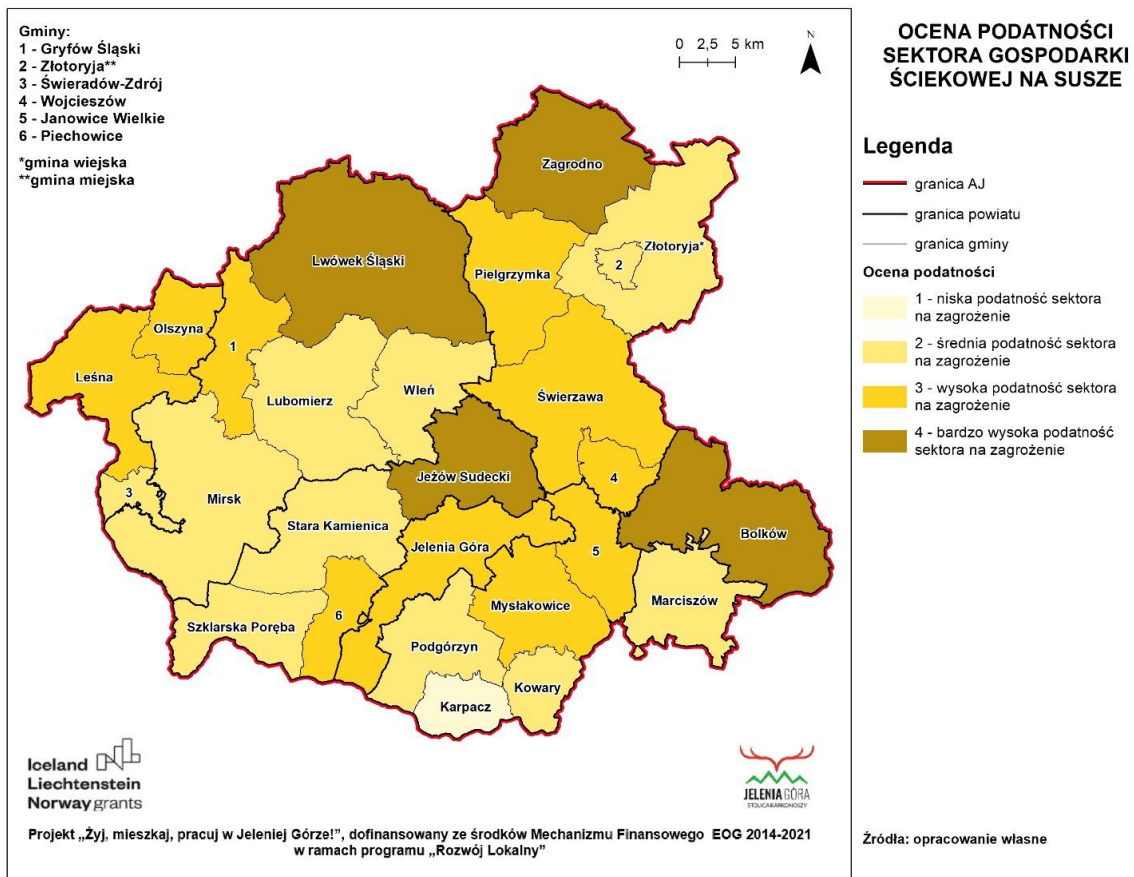 Gminy:
1 - Gryfów Śląski
2 - Złotoryja**
3 - Świeradów-Zdrój
4 - Wojcieszów
5 - Janowice Wielkie
6 - Piechowice
*gmina wiejska
**gmina miejska
0 2,5 5 km
N
OCENA PODATNOŚCI
SEKTORA GOSPODARKI
ŚCIEKOWEJ NA SUSZE
Legenda
granica AJ
granica powiatu
granica gminy
Ocena podatności
1 - niska podatność sektora
na zagrożenie
2 - średnia podatność sektora
na zagrożenie
3 - wysoka podatność sektora
na zagrożenie
4 - bardzo wysoka podatność
sektora na zagrożenie
Zagrodno
Złotoryja*
2
Lwówek Śląski
Pielgrzymka
Olszyna
1
Leśna
Lubomierz
Wleń
Świerzawa
Jeżów Sudecki
4
3
Mirsk
Stara Kamienica
Bolków
Jelenia Góra
5
Mysłakowice
Marciszów
6
Szklarska Poręba
Podgórzyn
Kowary
Karpacz
Iceland
Liechtenstein
Norway grants
JELENIA GÓRA
STOLICA KARKONOSZY
Projekt „Żyj, mieszkaj, pracuj w Jeleniej Górze!”, dofinansowany ze środków Mechanizmu Finansowego EOG 2014-2021
w ramach programu „Rozwój Lokalny”
Źródła: opracowanie własne